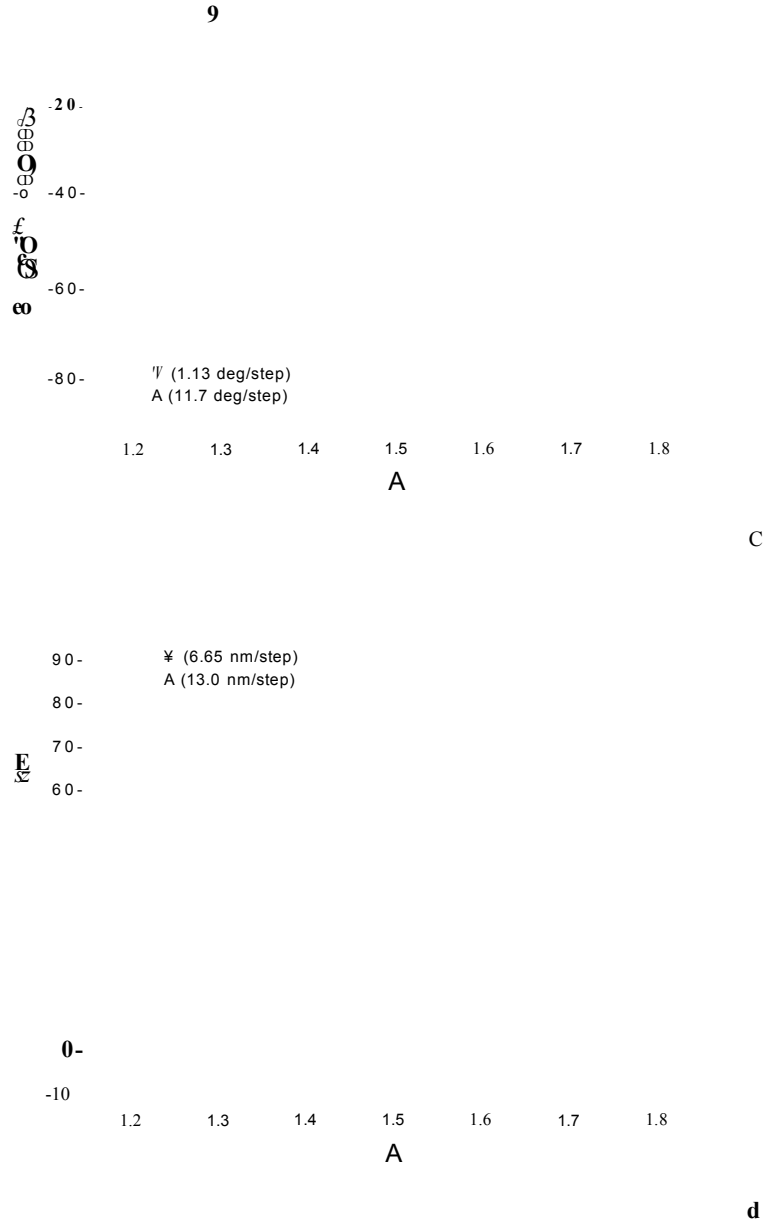 9
-20-
-40-
-60-
-80-
(1.13 deg/step)
A (11.7 deg/step)
1.2 1.3 1.4 1.5 1.6 1.7 1.8
A
C
90-
¥ (6.65 nm/step)
A (13.0 nm/step)
80-
70-
E
60-
0-
-10
1.2 1.3 1.4 1.5 1.6 1.7 1.8
A
d